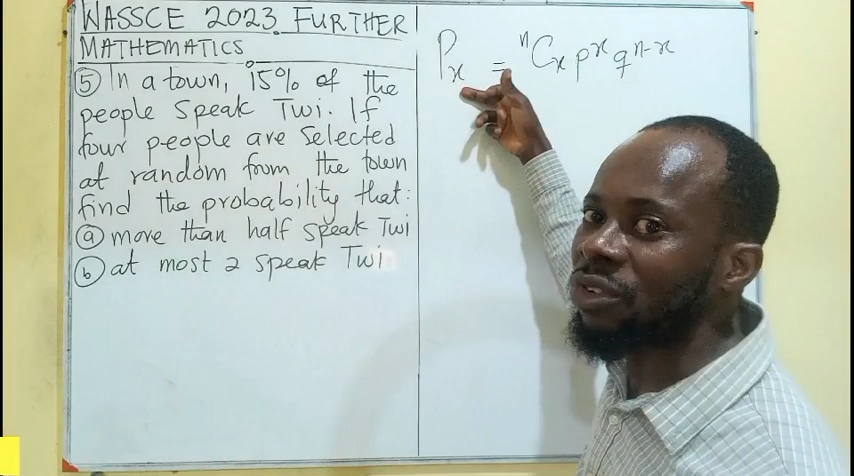 WASSCE 2023 FURTHER
MATHEMATICS
⑤ In a town, 15% of the
people speak Twi. If
four people are selected
at random from the town
find the probability that:
ⓐ more than half speak Twi
ⓑ at most 2 speak Twi
Pₓ = ⁿCₓ pˣ qⁿ⁻ˣ